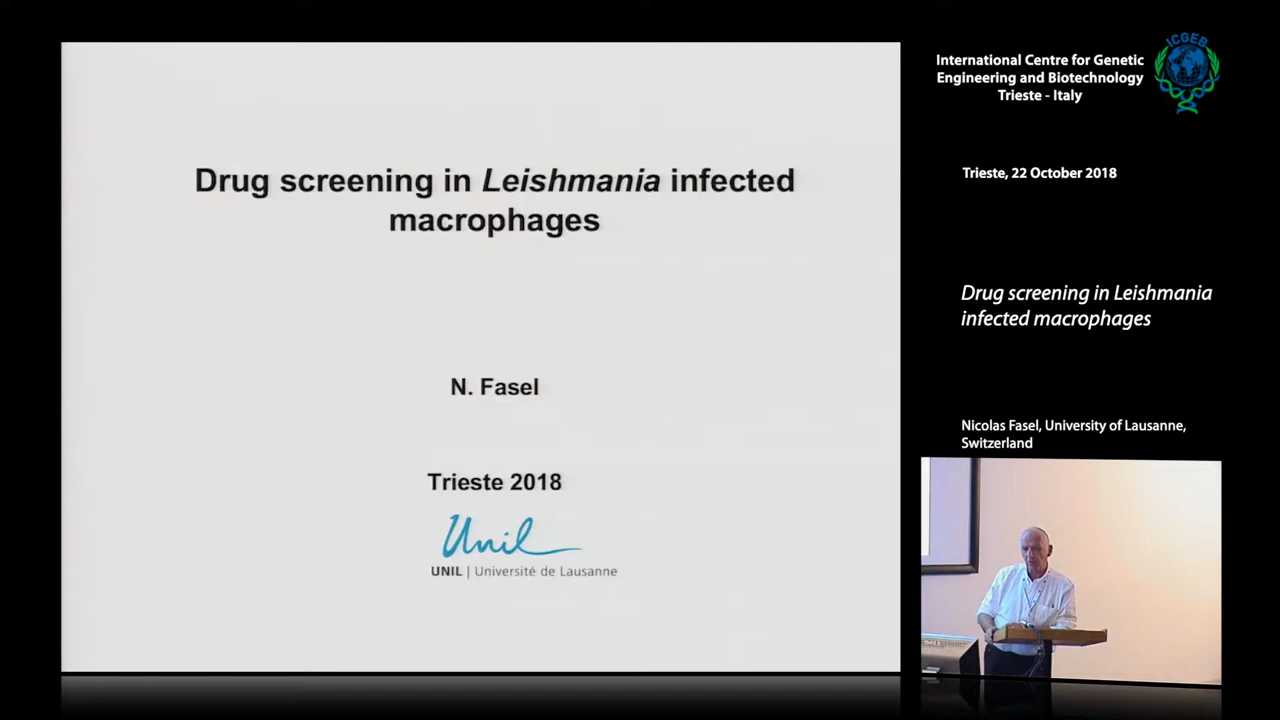 Drug screening in Leishmania infected
macrophages
N. Fasel
Trieste 2018
Unil
UNIL | Université de Lausanne
International Centre for Genetic
Engineering and Biotechnology
Trieste - Italy
ICGEB
Trieste, 22 October 2018
Drug screening in Leishmania
infected macrophages
Nicolas Fasel, University of Lausanne,
Switzerland